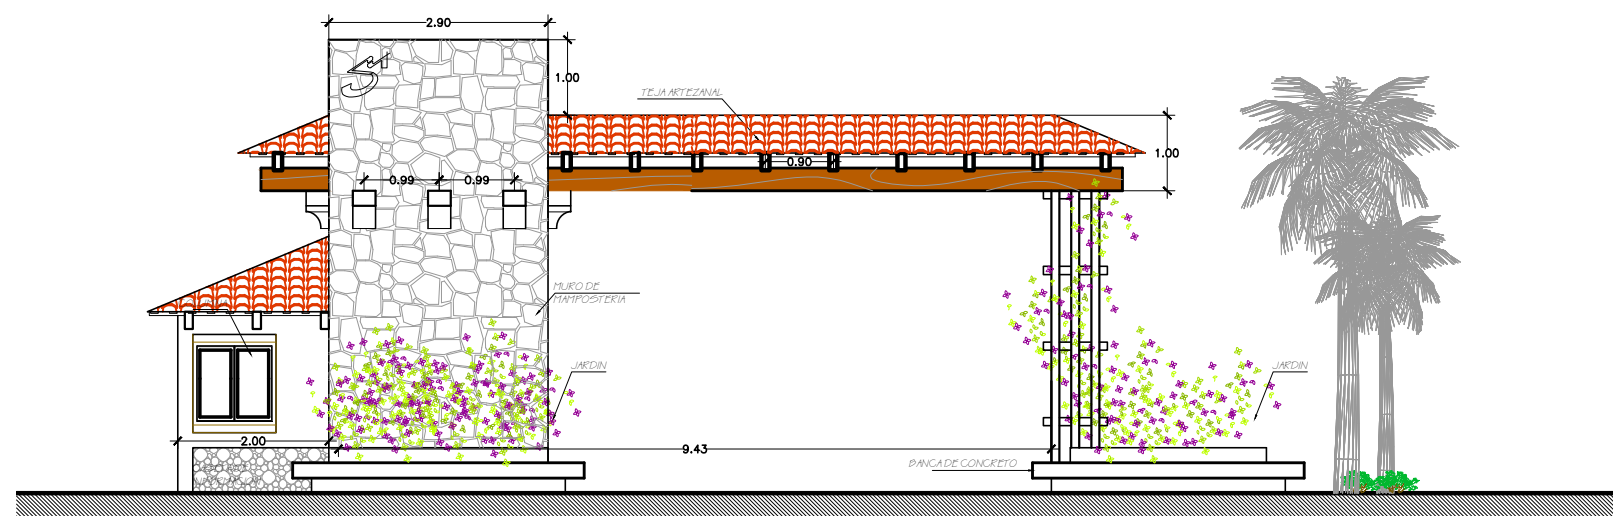 2.90
1.00
TEJA ARTEZANAL
1.00
0.90
0.99
0.99
MURO DE
MAMPOSTERIA
JARDIN
JARDIN
2.00
9.43
BANCA DE CONCRETO